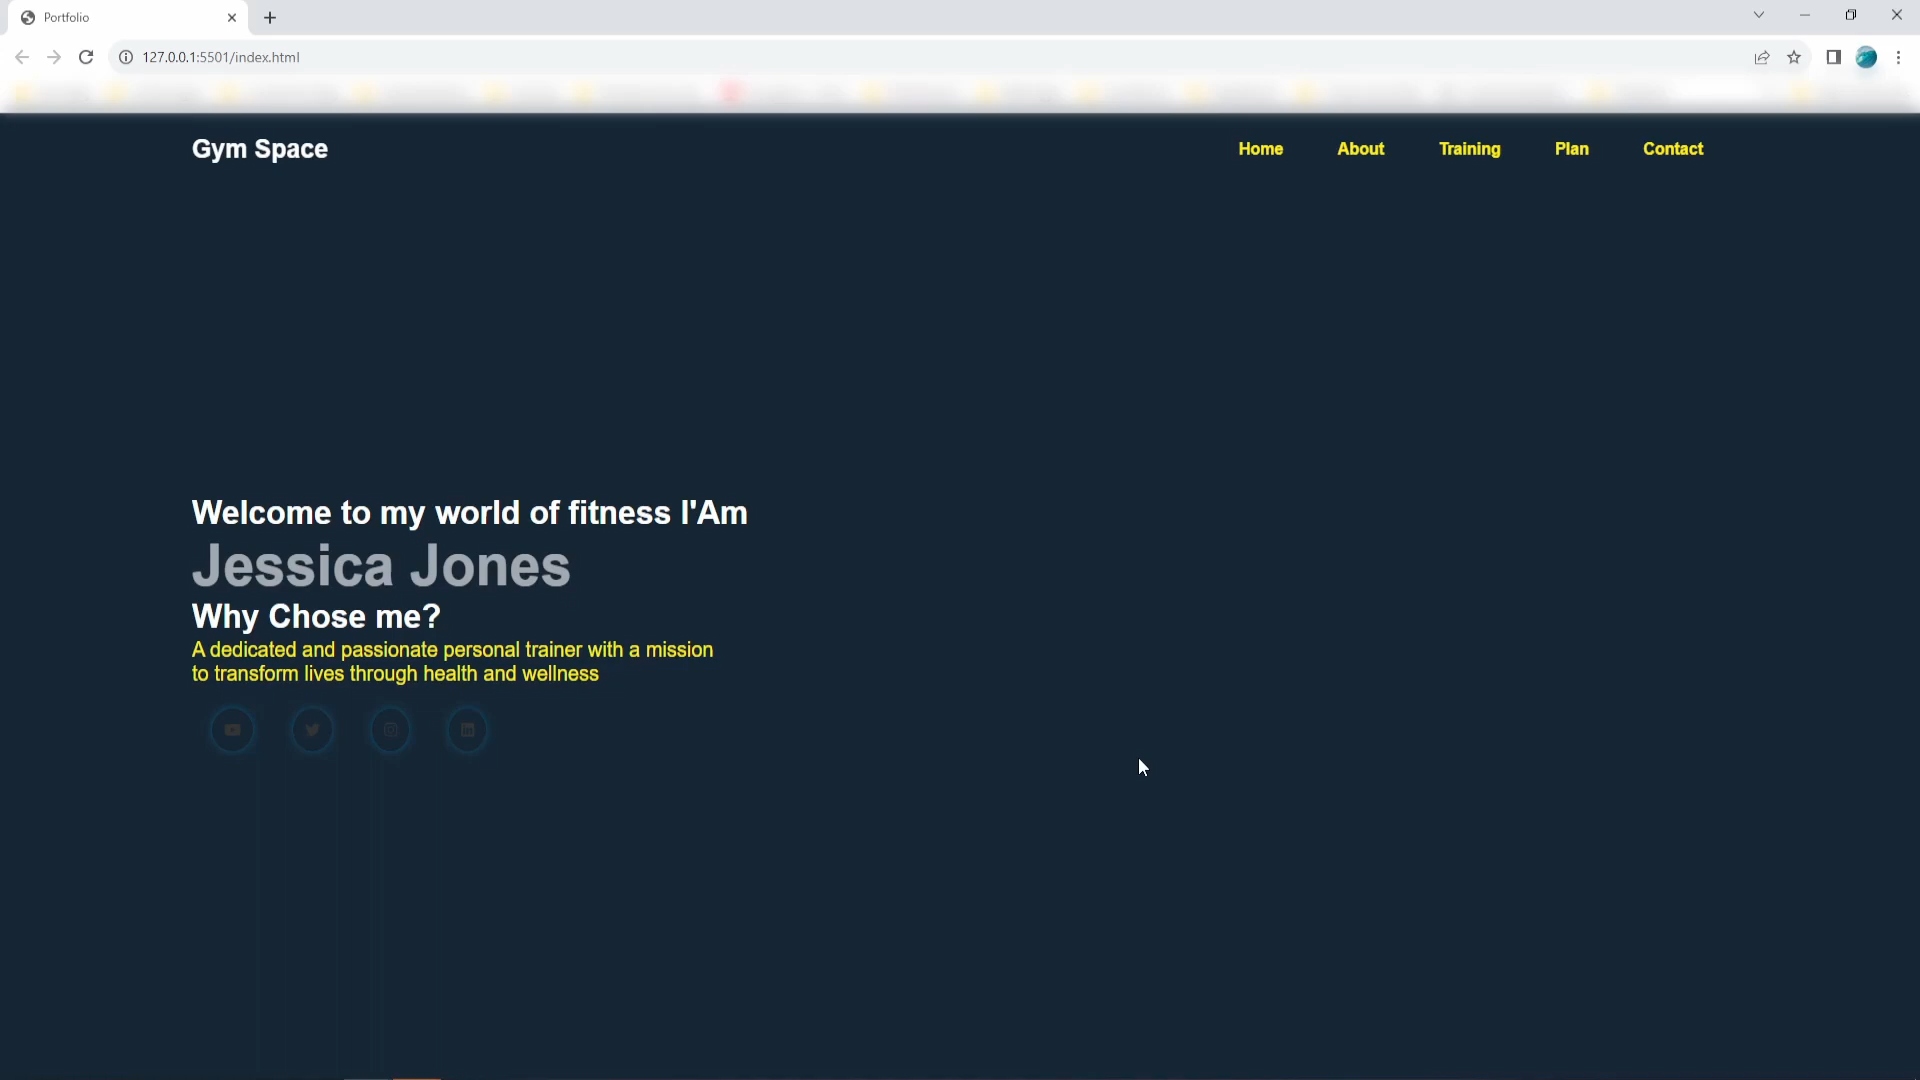 Portfolio
127.0.0.1:5501/index.html
Gym Space
Home About Training Plan Contact
Welcome to my world of fitness I'Am
Jessica Jones
Why Chose me?
A dedicated and passionate personal trainer with a mission
to transform lives through health and wellness